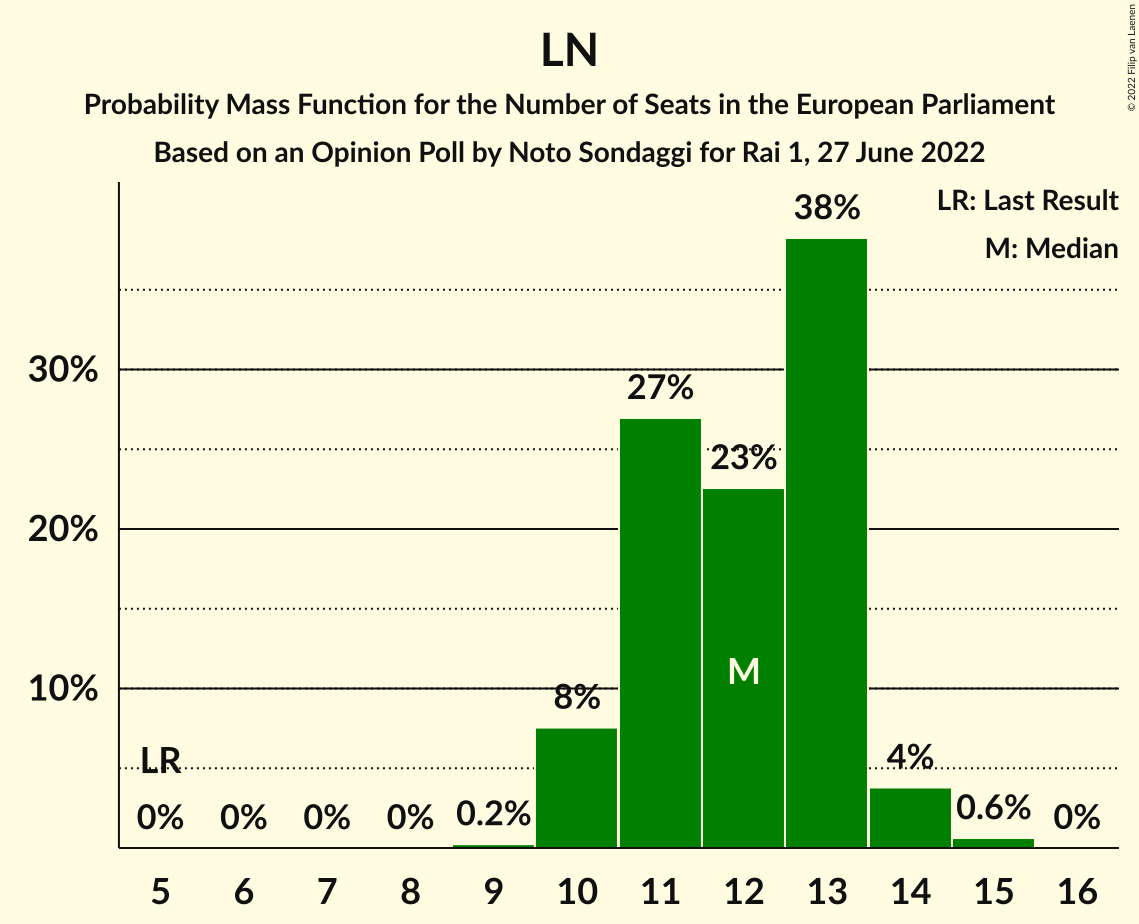 LN
Probability Mass Function for the Number of Seats in the European Parliament
Based on an Opinion Poll by Noto Sondaggi for Rai 1, 27 June 2022
© 2022 Filip van Laenen
LR: Last Result
M: Median
38%
30%
27%
23%
20%
M
10%
8%
LR
4%
0%
0%
0%
0%
0.2%
0.6%
0%
5 6 7 8 9 10 11 12 13 14 15 16